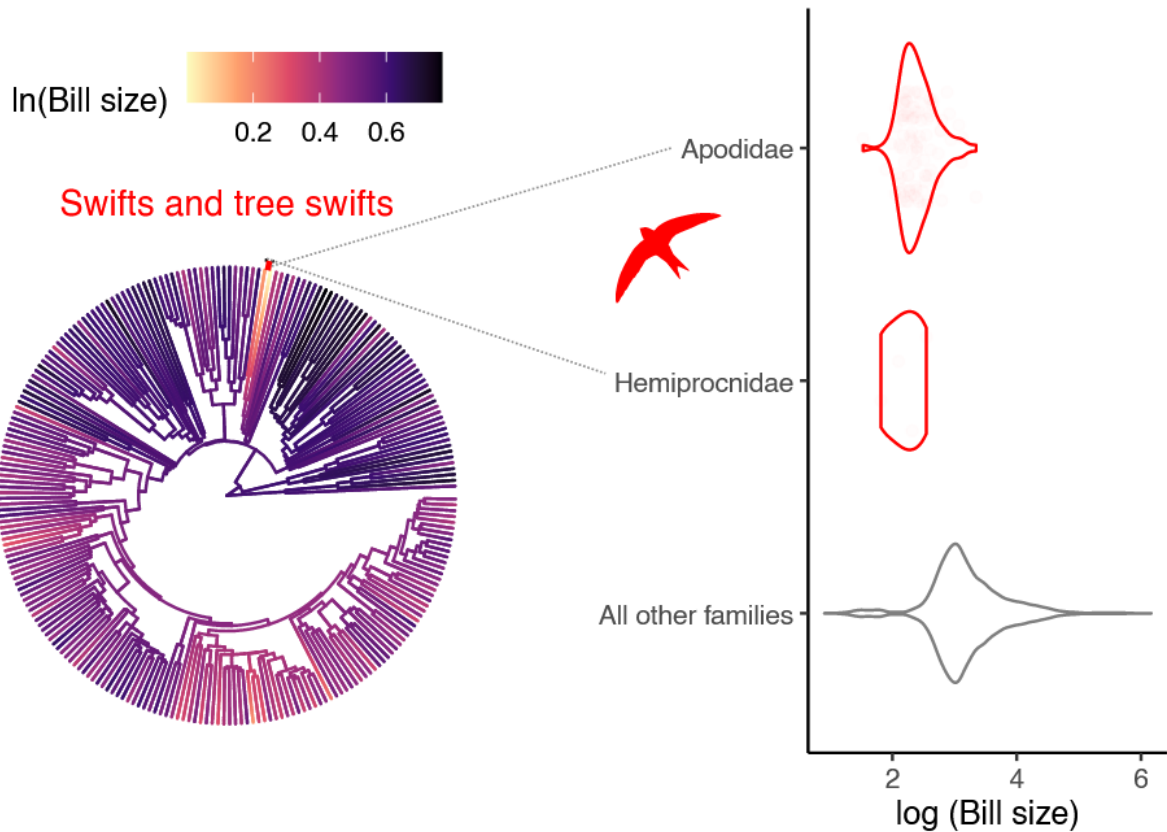 ln(Bill size)
0.2 0.4 0.6
Swifts and tree swifts
Apodidae
Hemiprocnidae
All other families
2 4 6
log (Bill size)